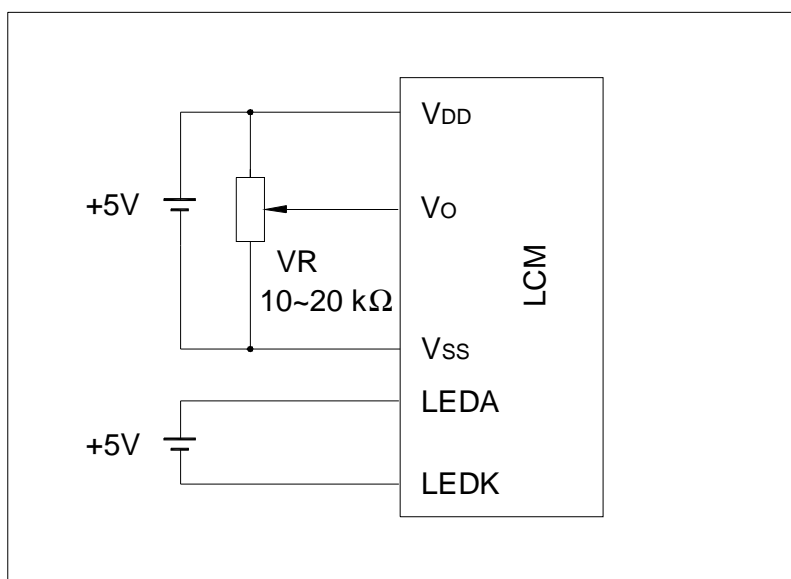 VDD
+5V
VO
VR
10~20 kΩ
LCM
VSS
LEDA
+5V
LEDK